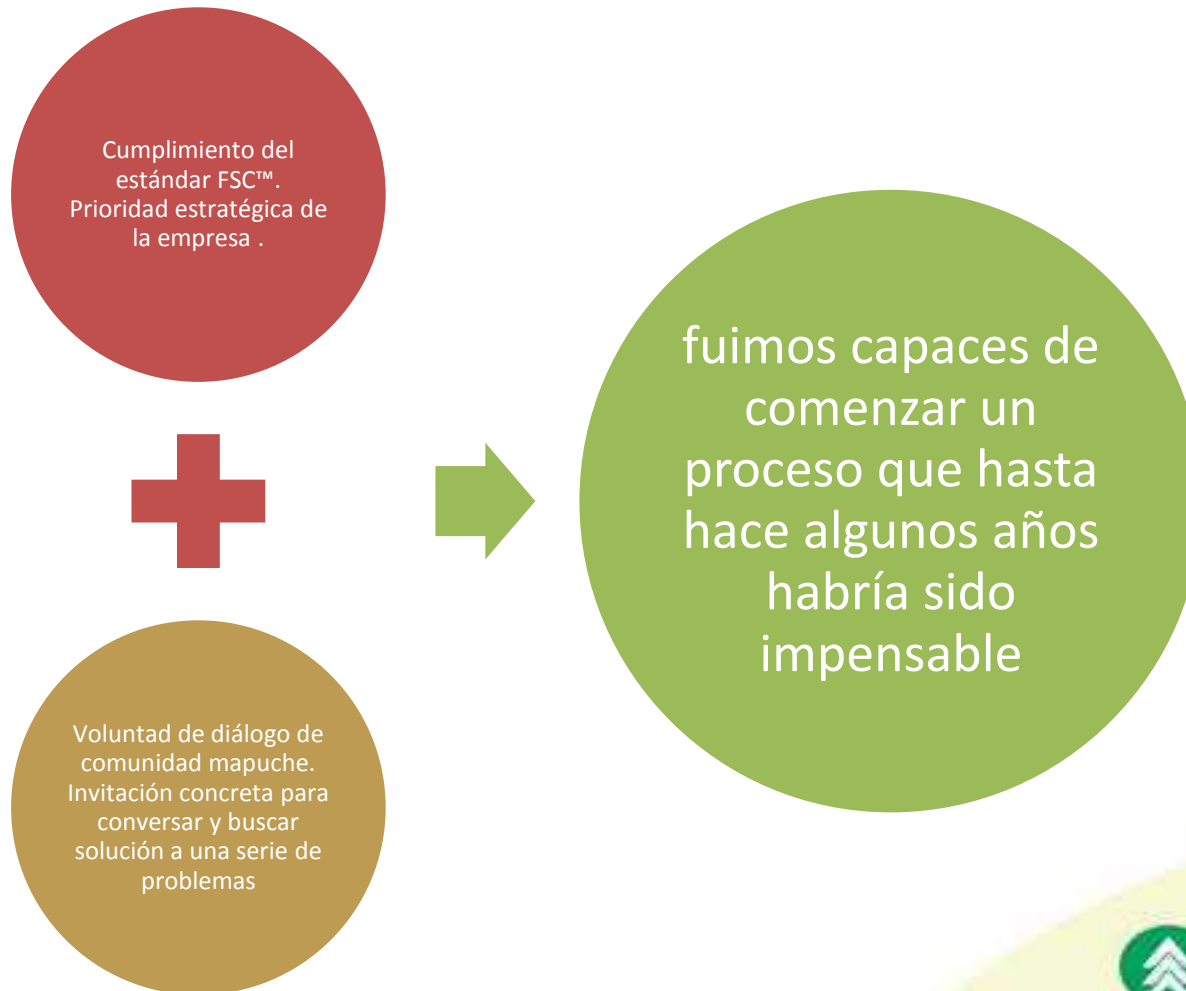 Cumplimiento del
estándar FSC™.
Prioridad estratégica de
la empresa .
Voluntad de diálogo de
comunidad mapuche.
Invitación concreta para
conversar y buscar
solución a una serie de
problemas
fuimos capaces de
comenzar un
proceso que hasta
hace algunos años
habría sido
impensable